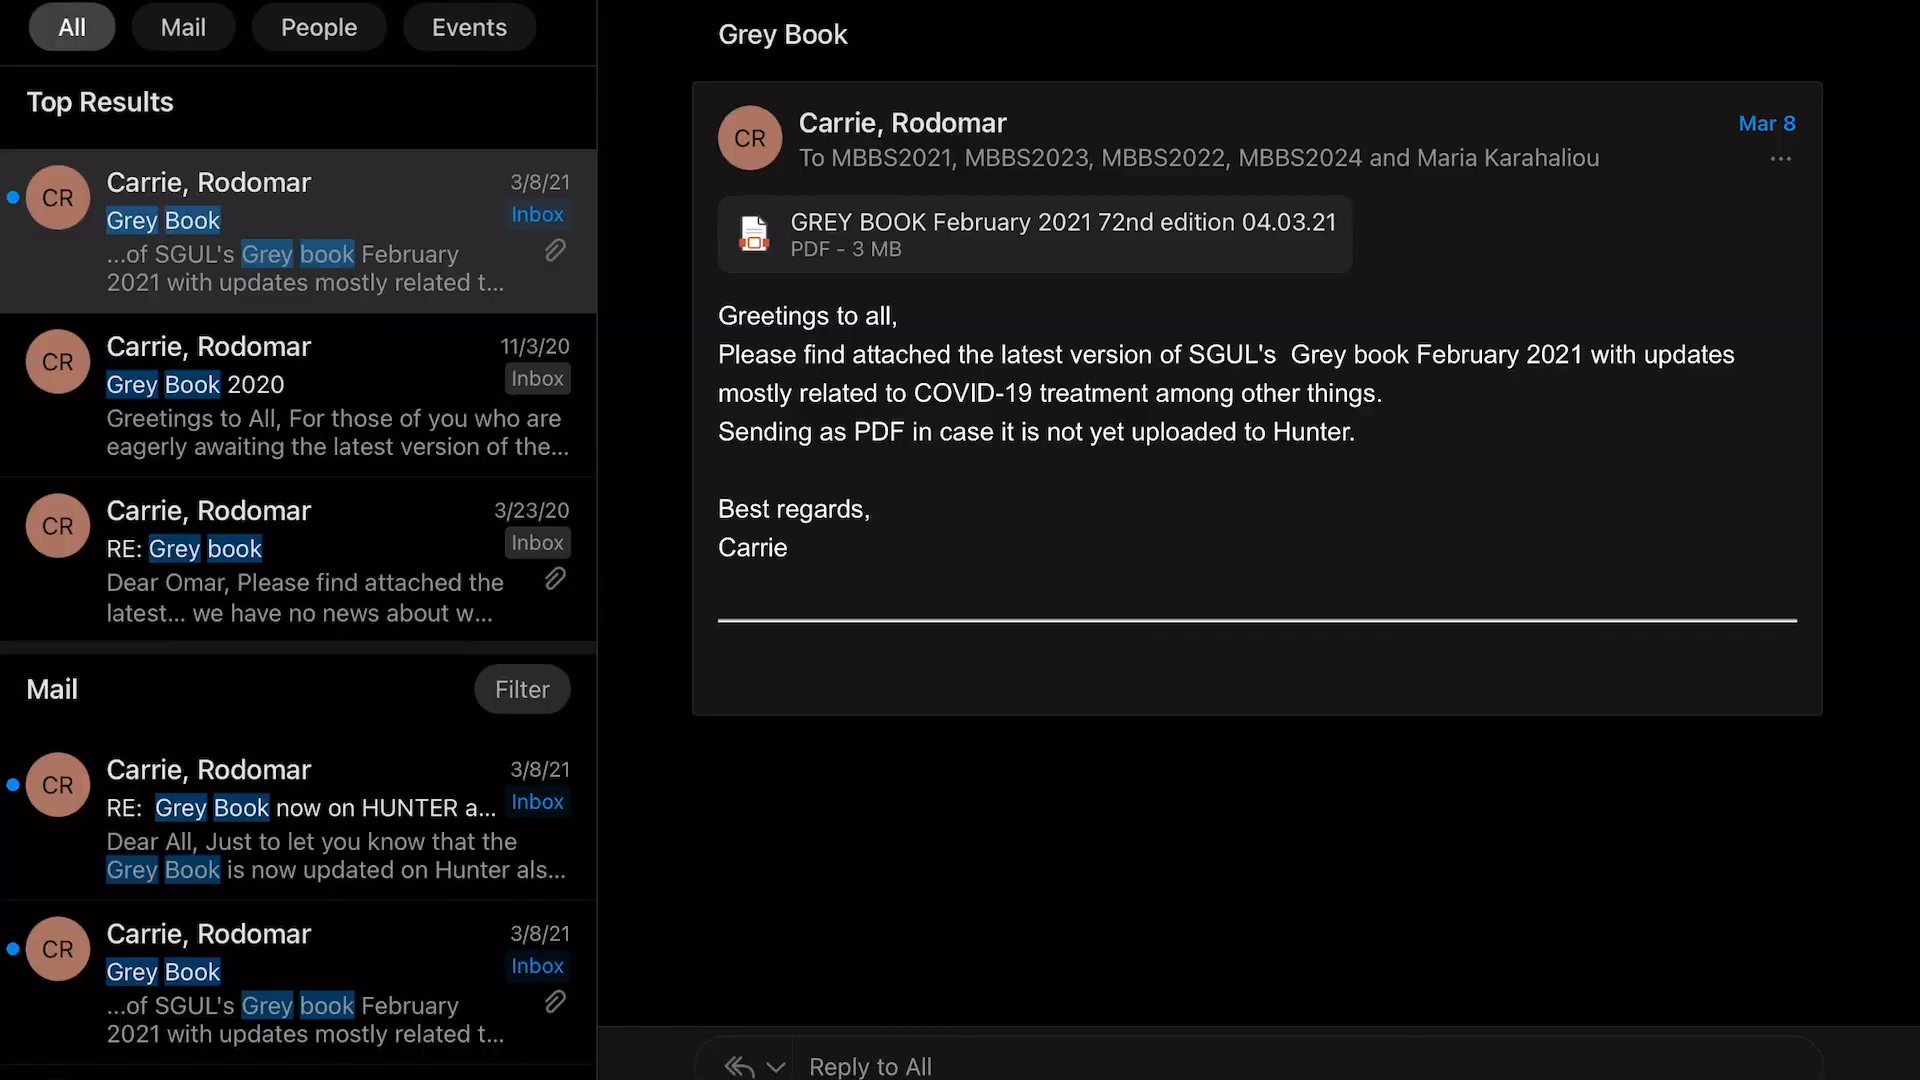 All
Mail
People
Events
Top Results
CR
Carrie, Rodomar
3/8/21
Grey Book
Inbox
...of SGUL's Grey book February
2021 with updates mostly related t...
CR
Carrie, Rodomar
11/3/20
Grey Book 2020
Inbox
Greetings to All, For those of you who are
eagerly awaiting the latest version of the...
CR
Carrie, Rodomar
3/23/20
RE: Grey book
Inbox
Dear Omar, Please find attached the
latest... we have no news about w...
Mail
Filter
CR
Carrie, Rodomar
3/8/21
RE: Grey Book now on HUNTER a...
Inbox
Dear All, Just to let you know that the
Grey Book is now updated on Hunter als...
CR
Carrie, Rodomar
3/8/21
Grey Book
Inbox
...of SGUL's Grey book February
2021 with updates mostly related t...
Grey Book
CR
Carrie, Rodomar
Mar 8
To MBBS2021, MBBS2023, MBBS2022, MBBS2024 and Maria Karahaliou
...
GREY BOOK February 2021 72nd edition 04.03.21
PDF - 3 MB
Greetings to all,
Please find attached the latest version of SGUL's Grey book February 2021 with updates
mostly related to COVID-19 treatment among other things.
Sending as PDF in case it is not yet uploaded to Hunter.
Best regards,
Carrie
Reply to All